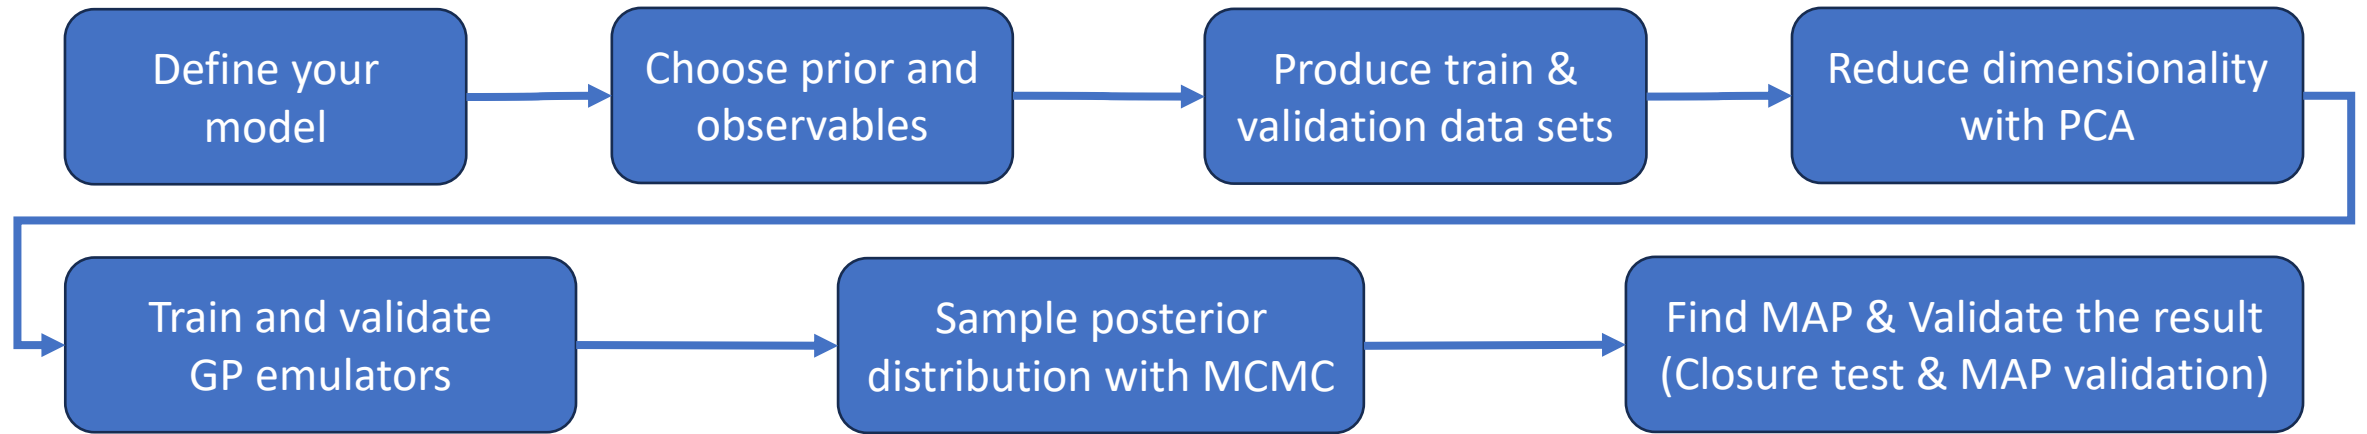 Define your
model
Choose prior and
observables
Produce train &
validation data sets
Reduce dimensionality
with PCA
Train and validate
GP emulators
Sample posterior
distribution with MCMC
Find MAP & Validate the result
(Closure test & MAP validation)